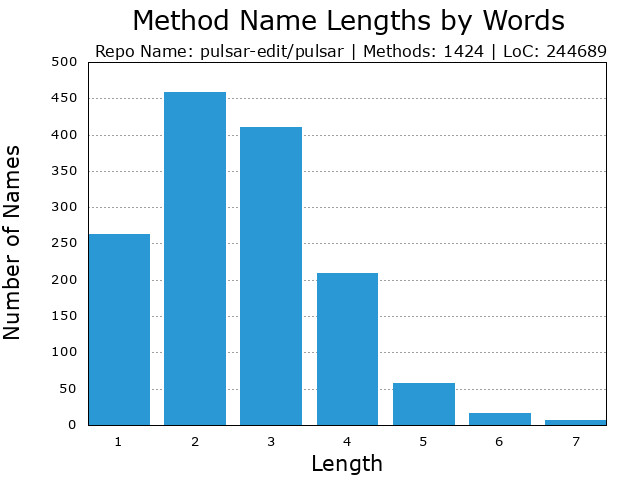 Method Name Lengths by Words
Repo Name: pulsar-edit/pulsar | Methods: 1424 | LoC: 244689
Number of Names
500
450
400
350
300
250
200
150
100
50
0
1 2 3 4 5 6 7
Length